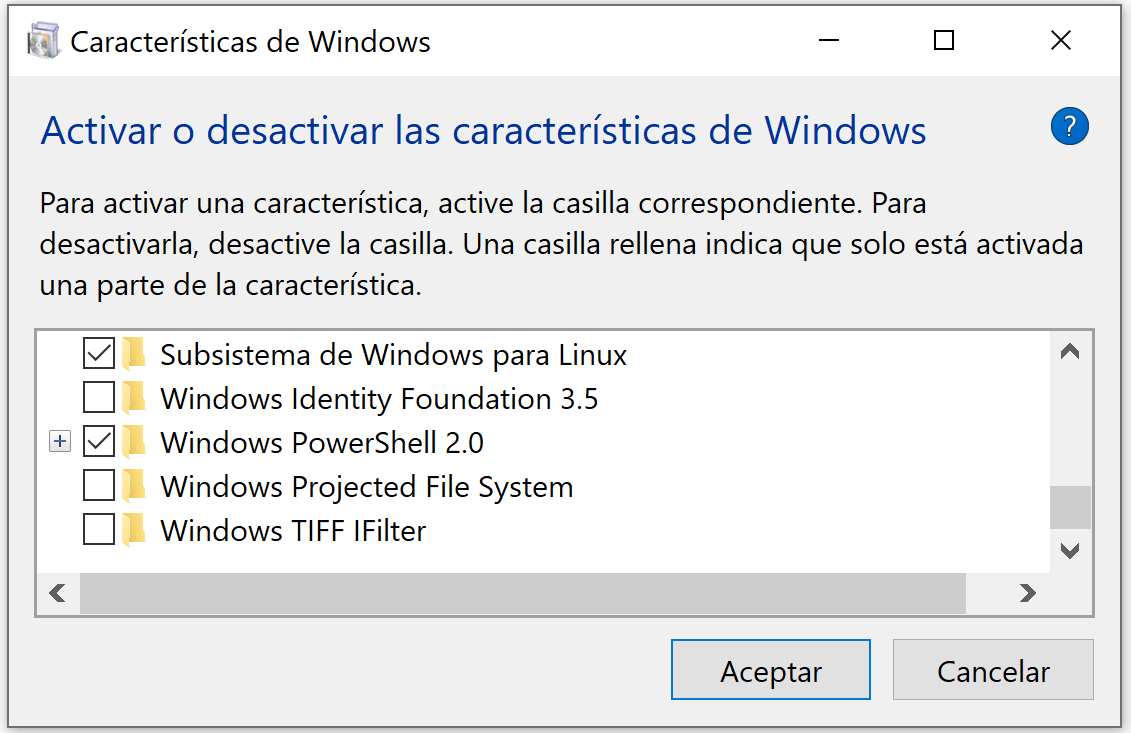 Características de Windows
Activar o desactivar las características de Windows
?
Para activar una característica, active la casilla correspondiente. Para
desactivarla, desactive la casilla. Una casilla rellena indica que solo está activada
una parte de la característica.
Subsistema de Windows para Linux
Windows Identity Foundation 3.5
Windows PowerShell 2.0
Windows Projected File System
Windows TIFF IFilter
Aceptar
Cancelar